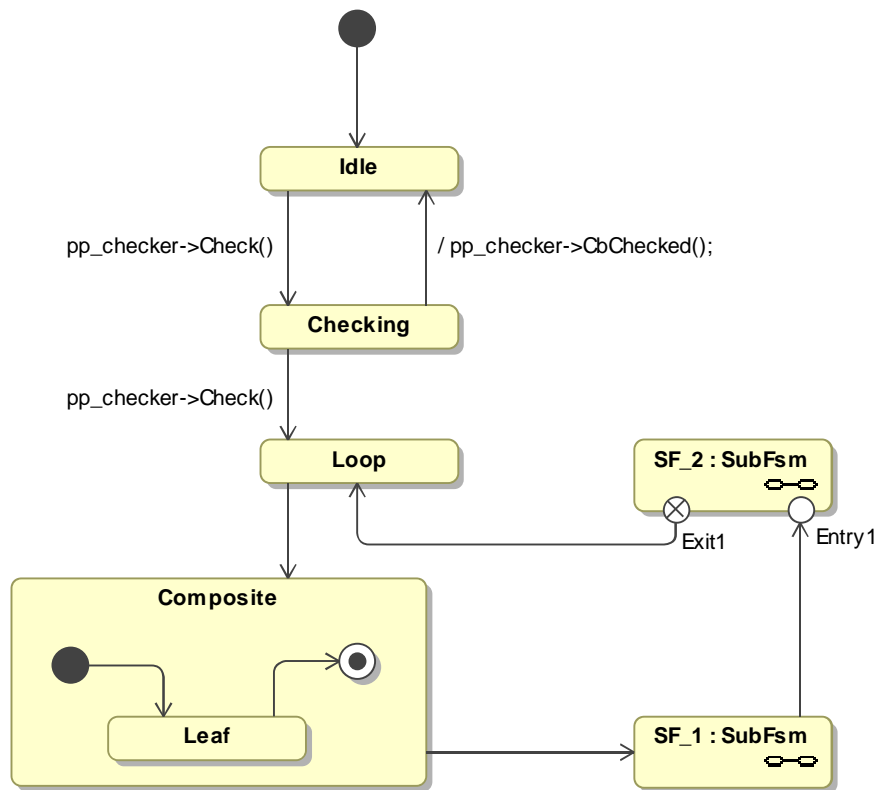 Idle
pp_checker->Check()
/ pp_checker->CbChecked();
Checking
pp_checker->Check()
Loop
SF_2 : SubFsm
Exit1
Entry1
Composite
Leaf
SF_1 : SubFsm